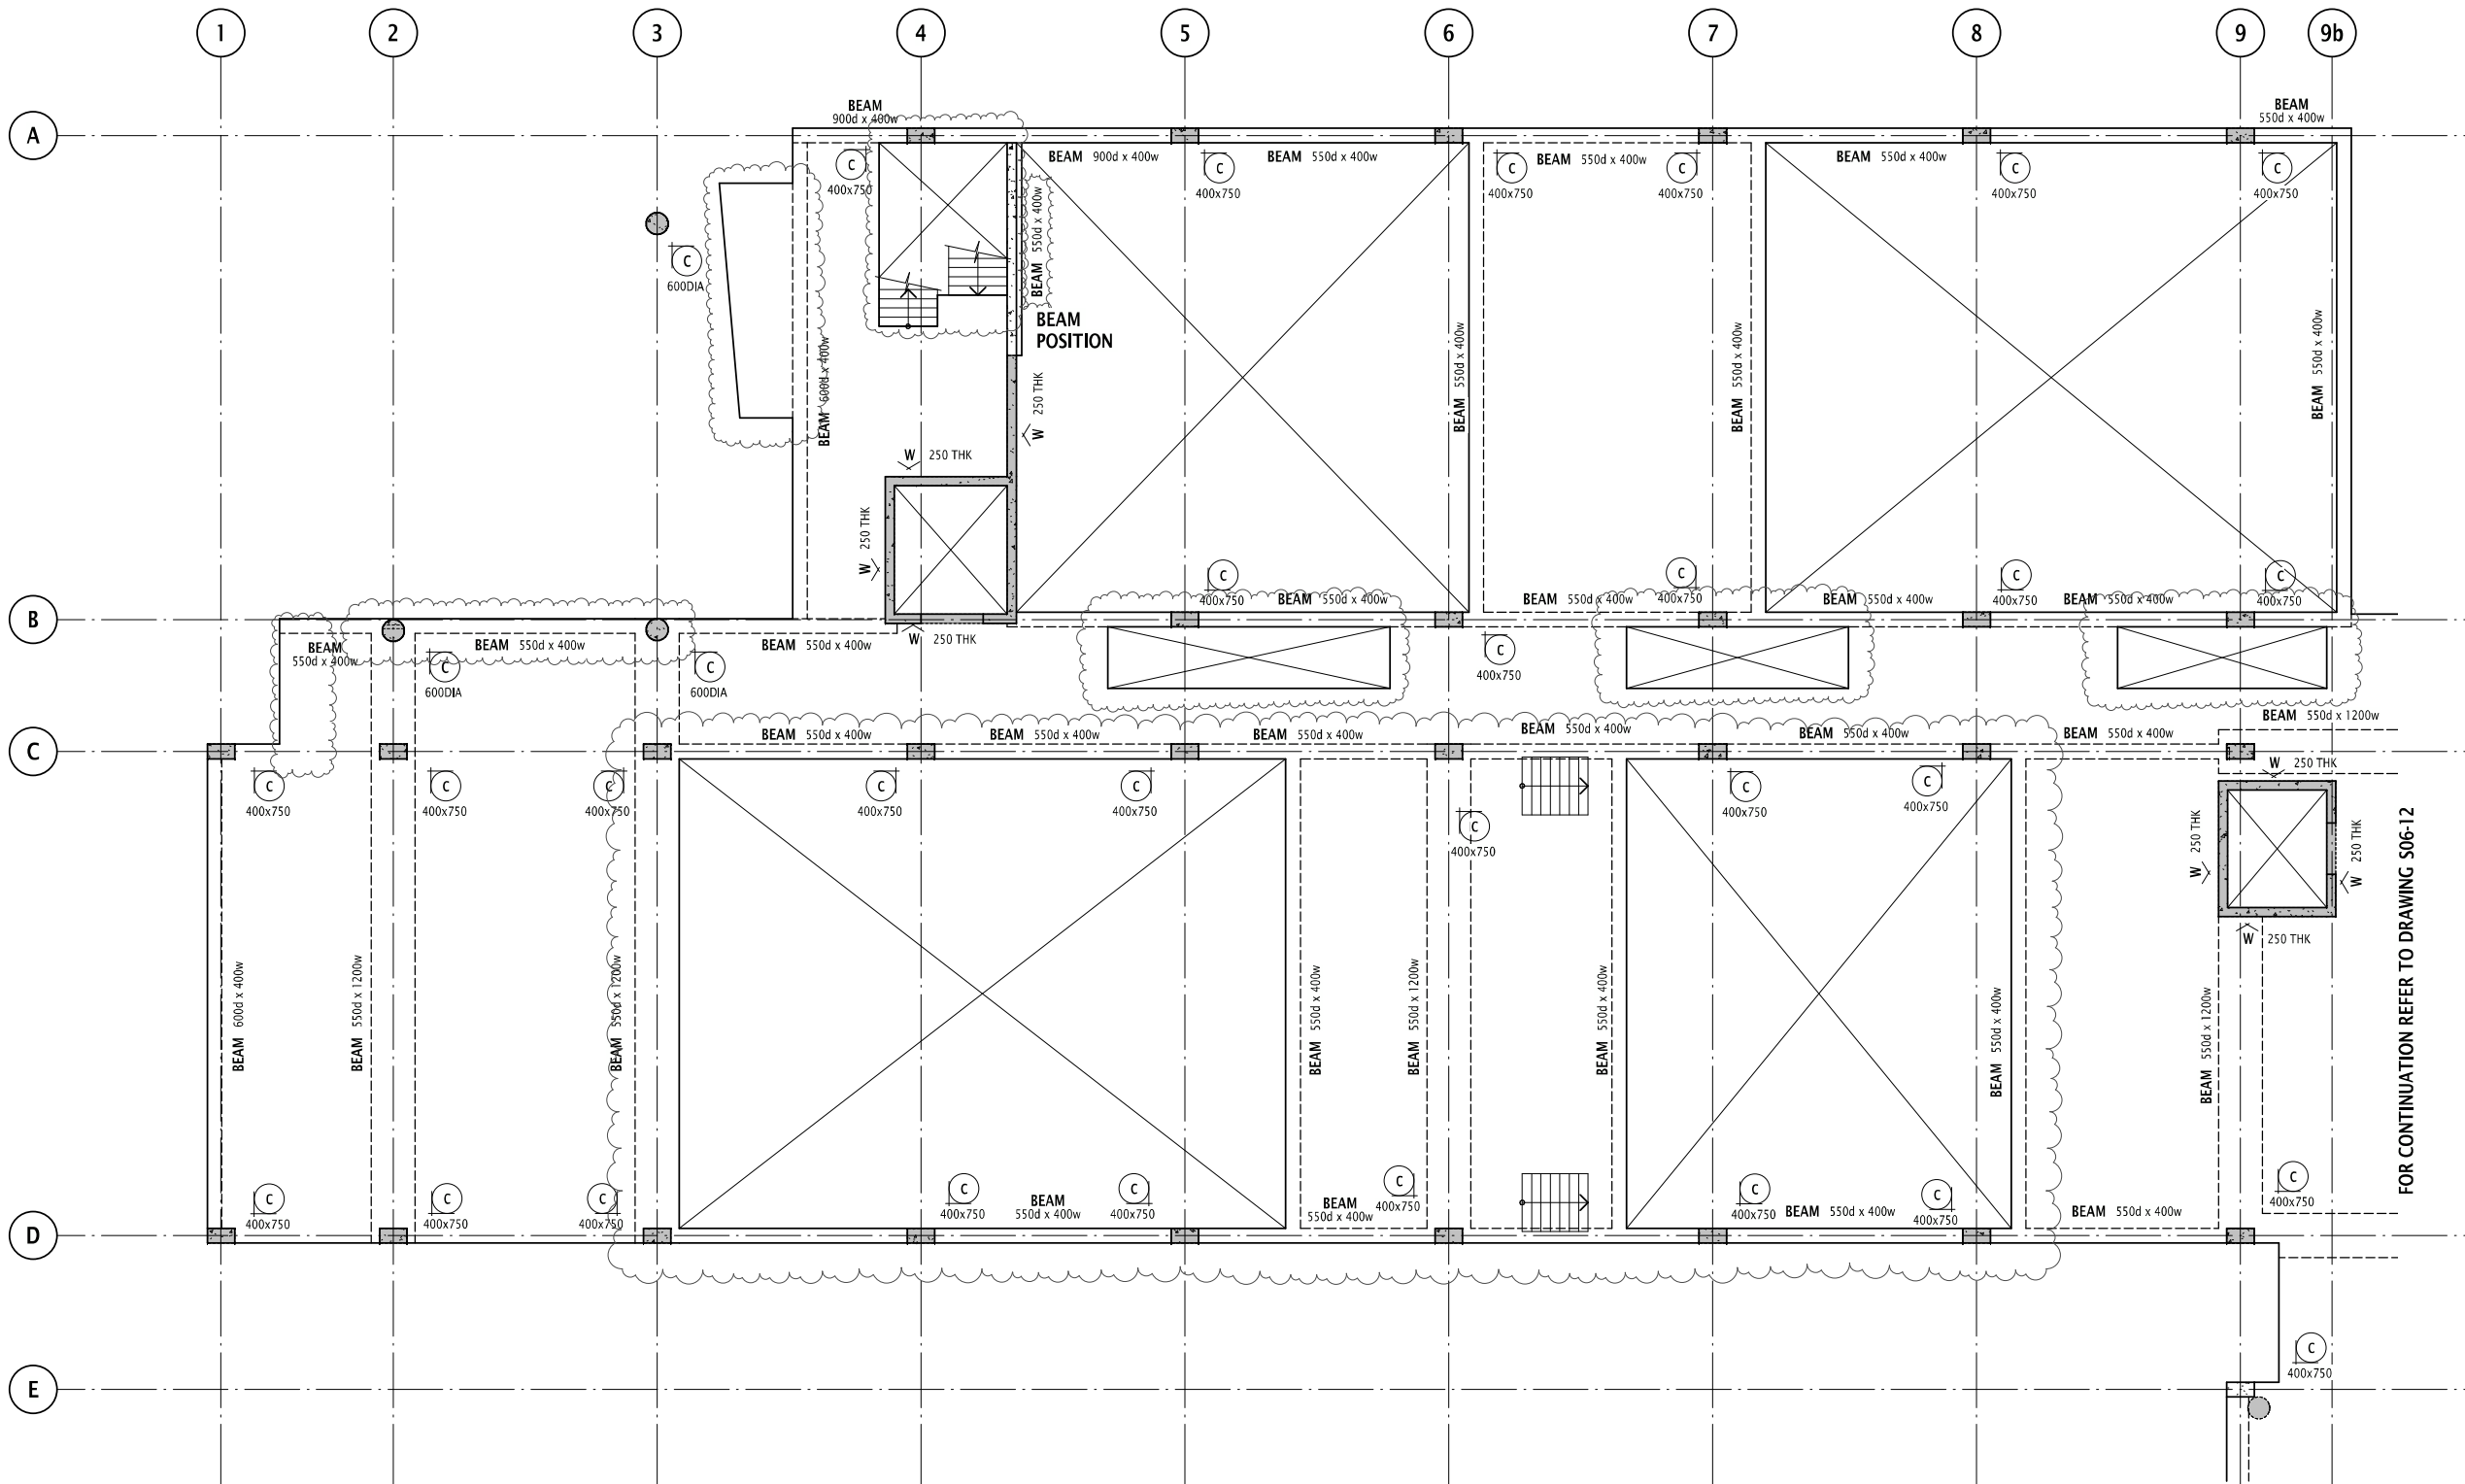 1 2 3 4 5 6 7 8 9 9b
A
BEAM
900d x 400w
BEAM
550d x 400w
BEAM 900d x 400w
BEAM 550d x 400w
BEAM 550d x 400w
BEAM 550d x 400w
C
400x750
C
400x750
C
400x750
C
400x750
C
400x750
C
400x750
C
600DIA
BEAM 550d x 400w
BEAM
POSITION
BEAM 600d x 400w
BEAM 550d x 400w
BEAM 550d x 400w
BEAM 550d x 400w
W 250 THK
W 250 THK
W 250 THK
C
400x750
C
400x750
C
400x750
C
400x750
BEAM 550d x 400w
BEAM 550d x 400w
BEAM 550d x 400w
BEAM 550d x 400w
B
W 250 THK
BEAM
550d x 400w
BEAM 550d x 400w
BEAM 550d x 400w
C
600DIA
C
600DIA
C
400x750
BEAM 550d x 1200w
BEAM 550d x 400w
BEAM 550d x 400w
BEAM 550d x 400w
BEAM 550d x 400w
BEAM 550d x 400w
BEAM 550d x 400w
C
W 250 THK
C
400x750
C
400x750
C
400x750
C
400x750
C
400x750
C
400x750
C
400x750
C
400x750
W 250 THK
W 250 THK
W 250 THK
FOR CONTINUATION REFER TO DRAWING S06-12
BEAM 600d x 400w
BEAM 550d x 1200w
BEAM 550d x 1200w
BEAM 550d x 400w
BEAM 550d x 1200w
BEAM 550d x 400w
BEAM 550d x 400w
BEAM 550d x 1200w
C
400x750
C
400x750
C
400x750
C
400x750
C
400x750
C
400x750
C
400x750
C
400x750
C
400x750
BEAM
550d x 400w
BEAM
550d x 400w
BEAM 550d x 400w
BEAM 550d x 400w
D
C
400x750
E